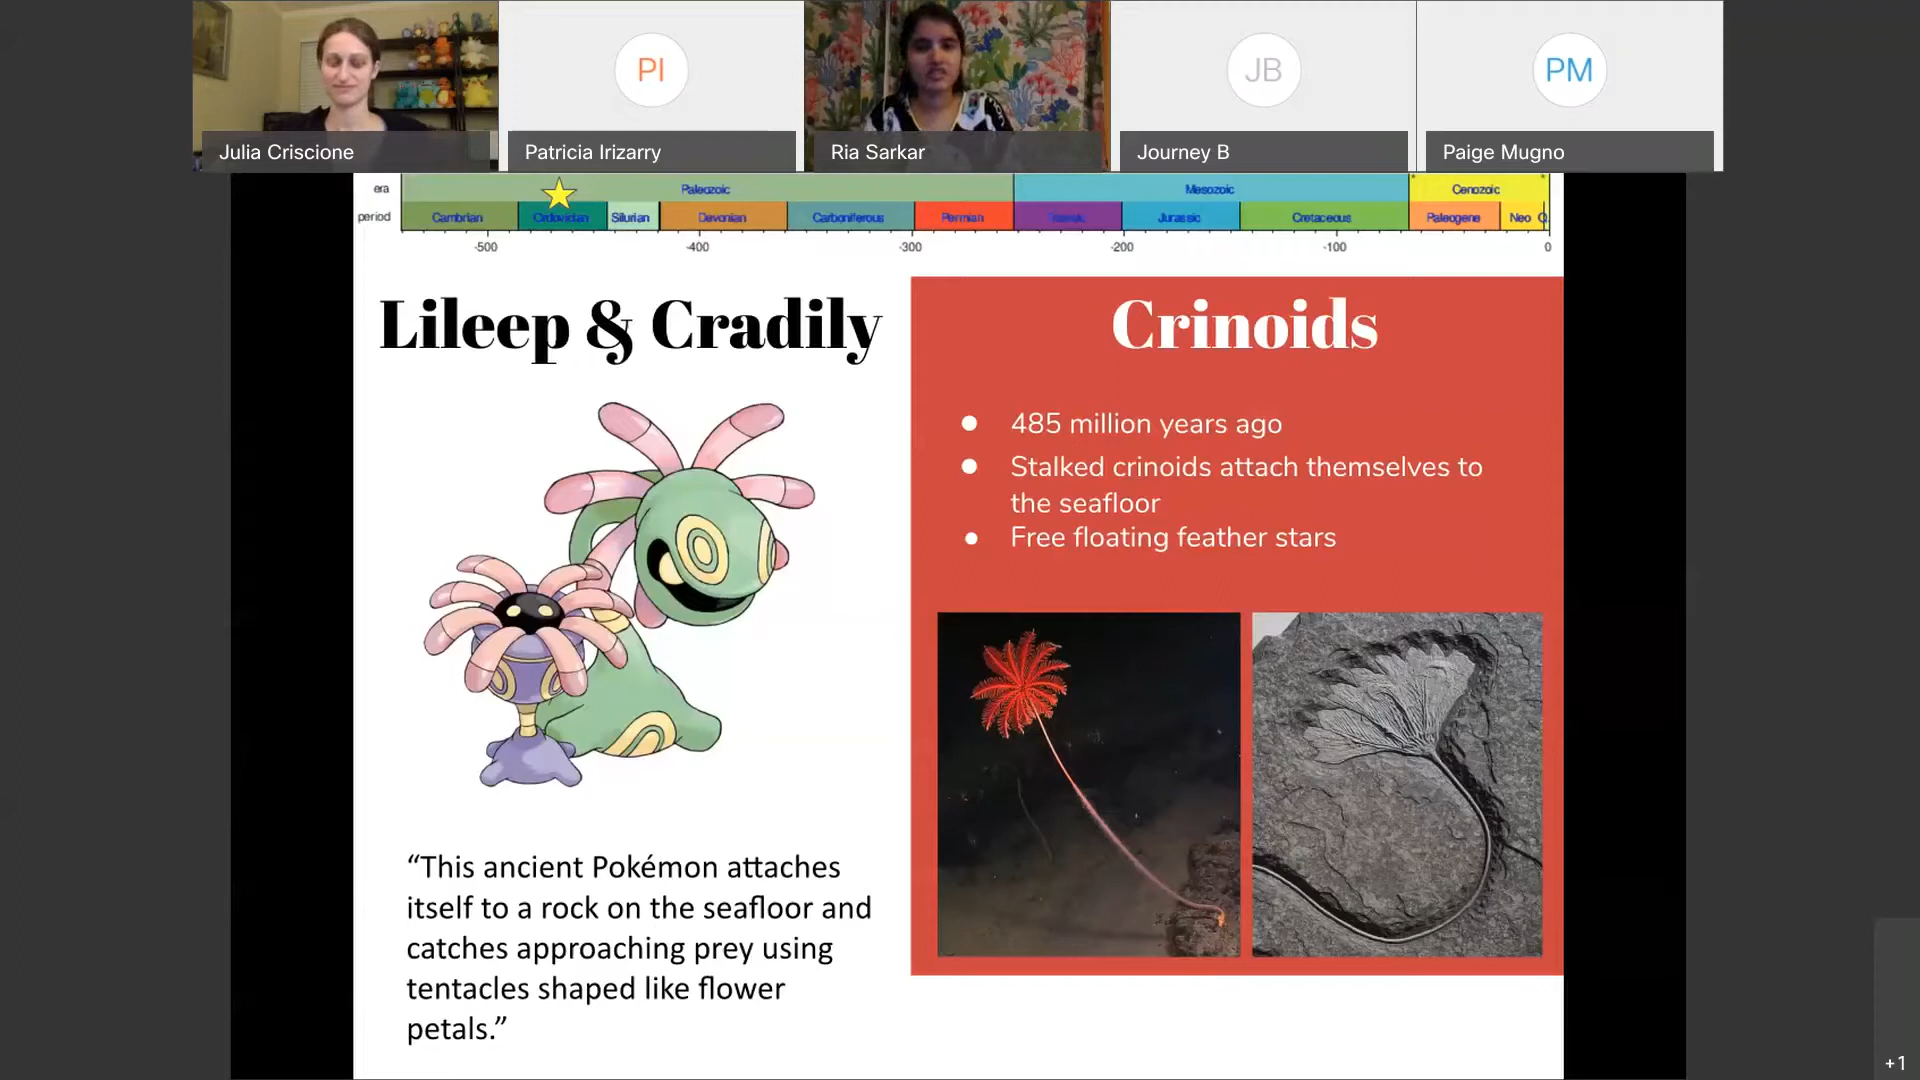 PI
JB
PM
Julia Criscione
Patricia Irizarry
Ria Sarkar
Journey B
Paige Mugno
era Paleozoic Mesozoic Cenozoic
period Cambrian Ordovician Silurian Devonian Carboniferous Permian Triassic Jurassic Cretaceous Paleogene Neo Q.
-500 -400 -300 -200 -100 0
Lileep & Cradily
Crinoids
● 485 million years ago
● Stalked crinoids attach themselves to
the seafloor
● Free floating feather stars
“This ancient Pokémon attaches
itself to a rock on the seafloor and
catches approaching prey using
tentacles shaped like flower
petals.”
+1